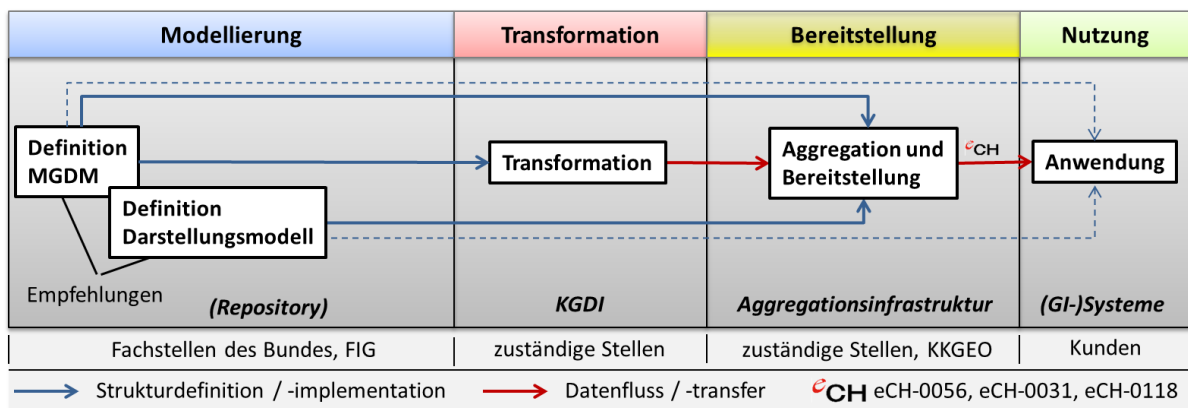 Modellierung
Transformation
Bereitstellung
Nutzung
Definition
MGDM
Definition
Darstellungsmodell
Transformation
Aggregation und
Bereitstellung
eCH
Anwendung
Empfehlungen
(Repository)
KGDI
Aggregationsinfrastruktur
(GI-)Systeme
Fachstellen des Bundes, FIG
zuständige Stellen
zuständige Stellen, KKGEO
Kunden
Strukturdefinition / -implementation
Datenfluss / -transfer
eCH eCH-0056, eCH-0031, eCH-0118